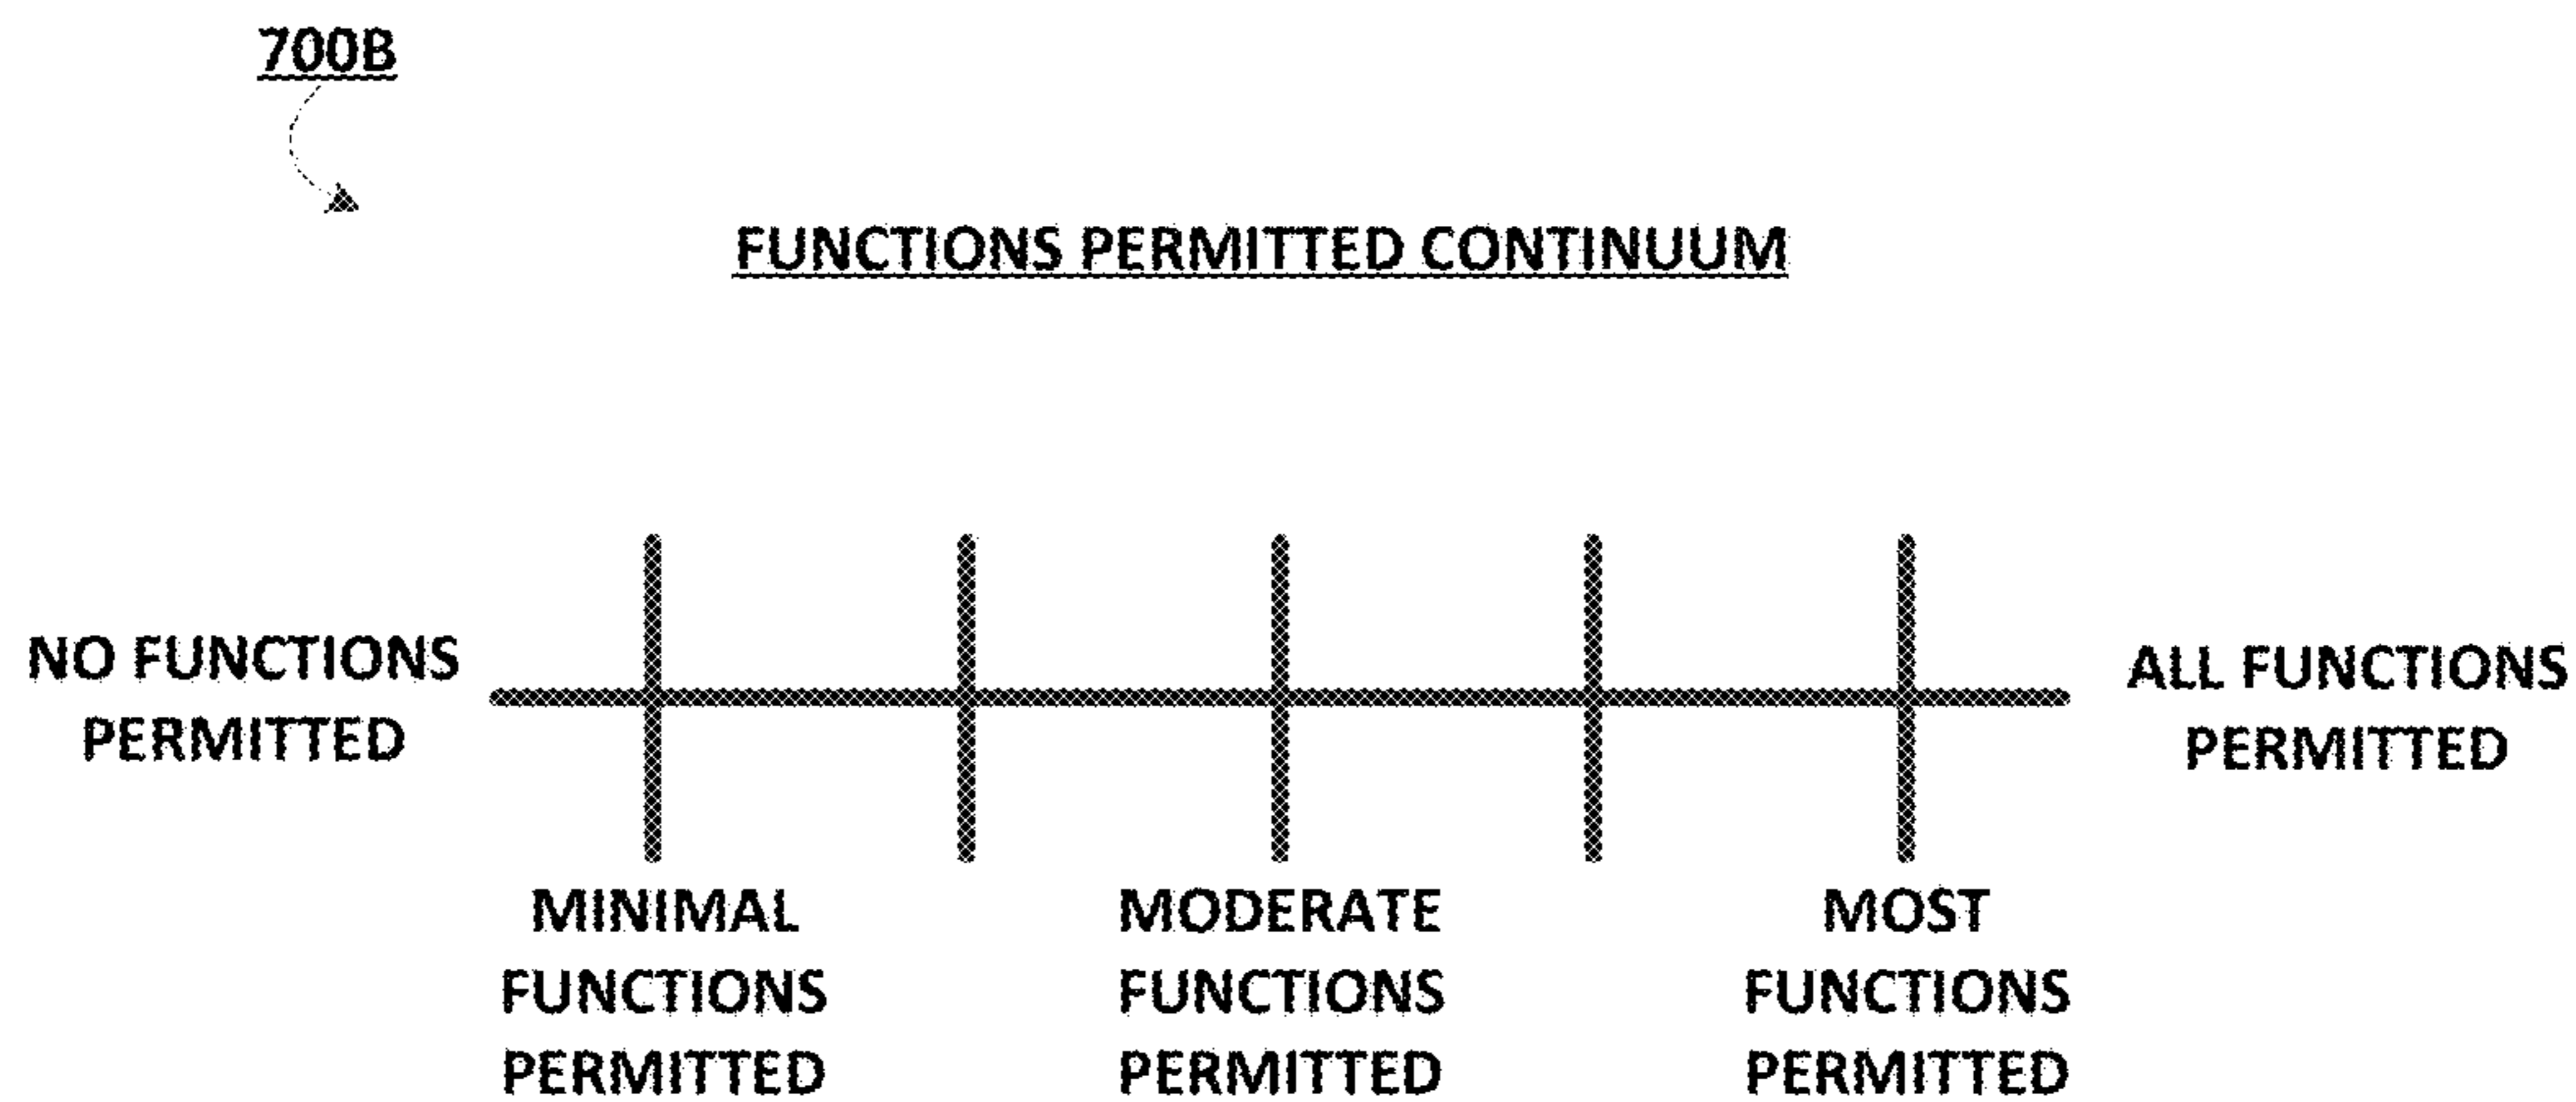 700B
FUNCTIONS PERMITTED CONTINUUM
NO FUNCTIONS
PERMITTED
ALL FUNCTIONS
PERMITTED
MINIMAL
FUNCTIONS
PERMITTED
MODERATE
FUNCTIONS
PERMITTED
MOST
FUNCTIONS
PERMITTED